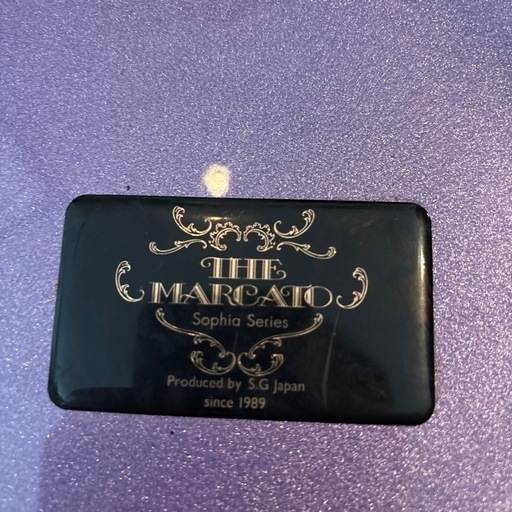 THE
MARCATO
Sophia Series
Produced by S.G Japan
since 1989